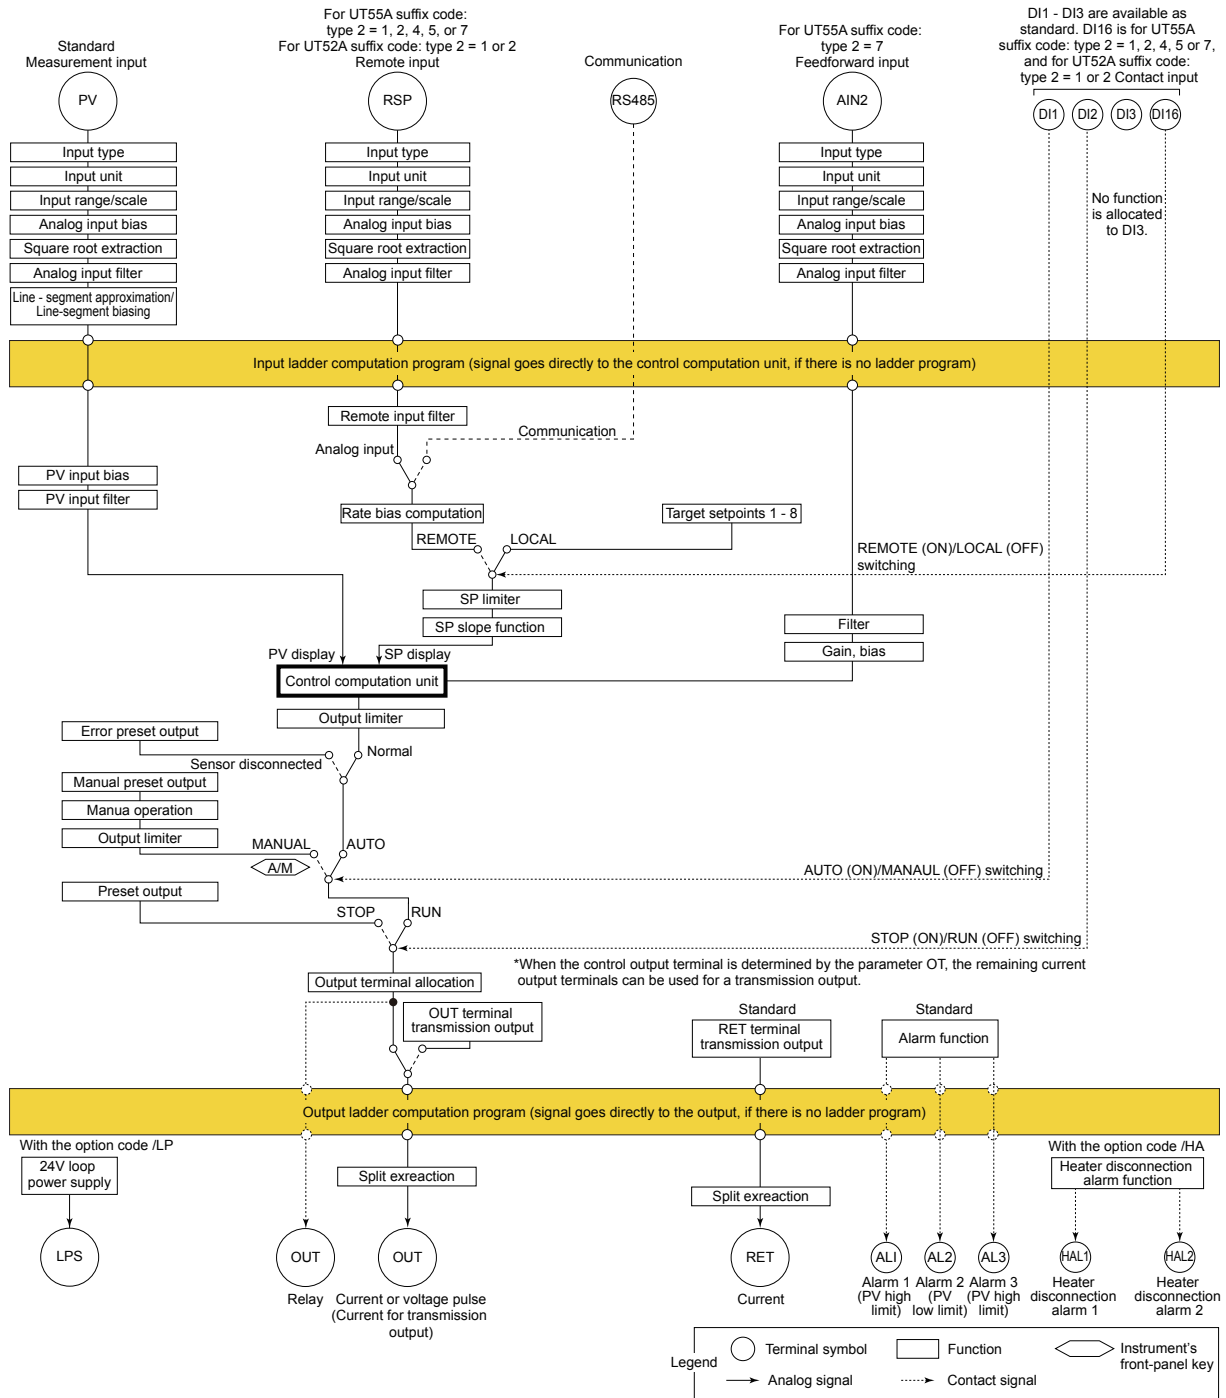 For UT55A suffix code:
type 2 = 1, 2, 4, 5, or 7
For UT52A suffix code: type 2 = 1 or 2
Remote input
Standard
Measurement input
Communication
For UT55A suffix code:
type 2 = 7
Feedforward input
DI1 - DI3 are available as
standard. DI16 is for UT55A
suffix code: type 2 = 1, 2, 4, 5 or 7,
and for UT52A suffix code:
type 2 = 1 or 2 Contact input
PV
RSP
RS485
AIN2
DI1
DI2
DI3
DI16
Input type
Input unit
Input range/scale
Analog input bias
Square root extraction
Analog input filter
Line - segment approximation/
Line-segment biasing
Input type
Input unit
Input range/scale
Analog input bias
Square root extraction
Analog input filter
Input type
Input unit
Input range/scale
Analog input bias
Square root extraction
Analog input filter
No function
is allocated
to DI3.
Input ladder computation program (signal goes directly to the control computation unit, if there is no ladder program)
Remote input filter
Communication
Analog input
PV input bias
PV input filter
Rate bias computation
Target setpoints 1 - 8
REMOTE
LOCAL
REMOTE (ON)/LOCAL (OFF)
switching
SP limiter
SP slope function
Filter
Gain, bias
PV display
SP display
Control computation unit
Output limiter
Error preset output
Normal
Sensor disconnected
Manual preset output
Manua operation
Output limiter
MANUAL
AUTO
A/M
AUTO (ON)/MANAUL (OFF) switching
Preset output
STOP
RUN
STOP (ON)/RUN (OFF) switching
*When the control output terminal is determined by the parameter OT, the remaining current
output terminals can be used for a transmission output.
Output terminal allocation
OUT terminal
transmission output
Standard
RET terminal
transmission output
Standard
Alarm function
Output ladder computation program (signal goes directly to the output, if there is no ladder program)
With the option code /LP
24V loop
power supply
Split exreaction
Split exreaction
With the option code /HA
Heater disconnection
alarm function
LPS
OUT
OUT
RET
ALI
AL2
AL3
HAL1
HAL2
Relay
Current or voltage pulse
(Current for transmission
output)
Current
Alarm 1
(PV high
limit)
Alarm 2
(PV
low limit)
Alarm 3
(PV high
limit)
Heater
disconnection
alarm 1
Heater
disconnection
alarm 2
Legend
Terminal symbol
Function
Instrument's
front-panel key
Analog signal
Contact signal